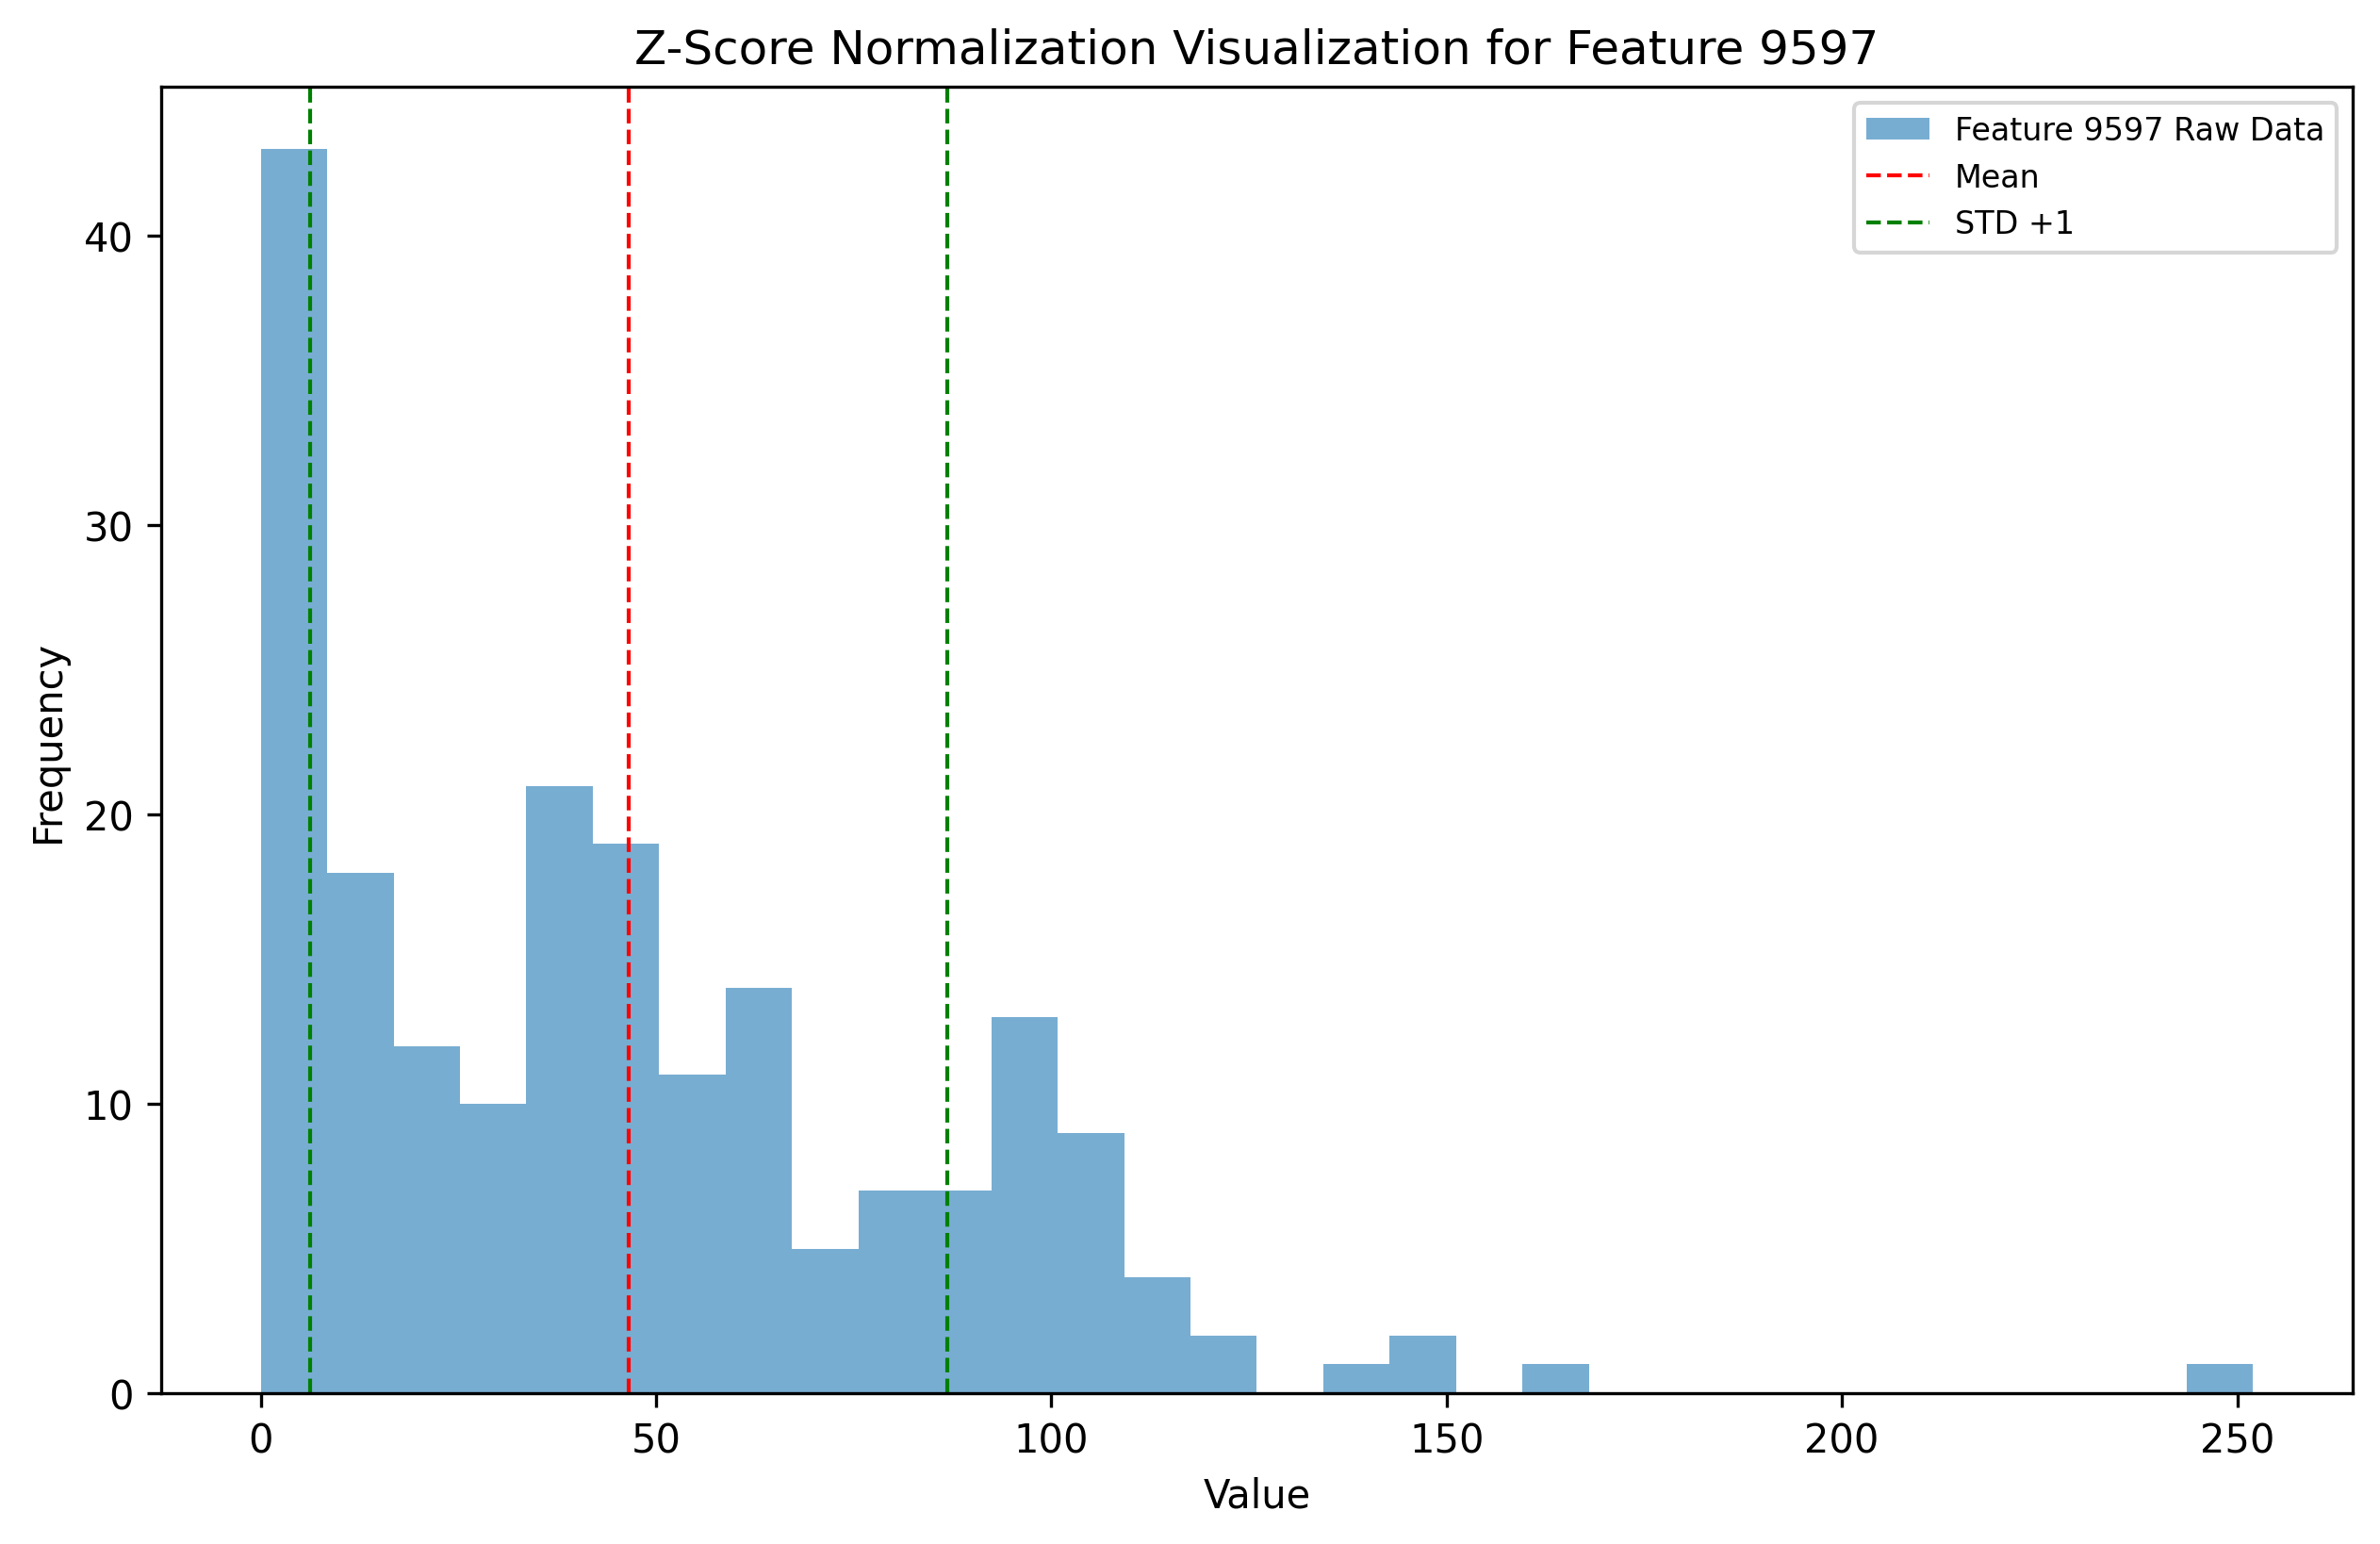 Z-Score Normalization Visualization for Feature 9597
Feature 9597 Raw Data
Mean
STD +1
40
30
20
10
0
Frequency
0 50 100 150 200 250
Value